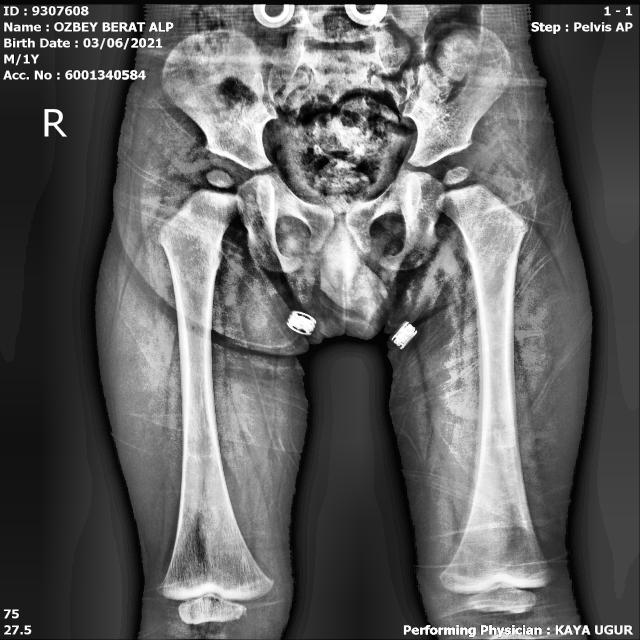 ID : 9307608
Name : OZBEY BERAT ALP
Birth Date : 03/06/2021
M/1Y
Acc. No : 6001340584
1 - 1
Step : Pelvis AP
R
75
27.5
Performing Physician : KAYA UGUR